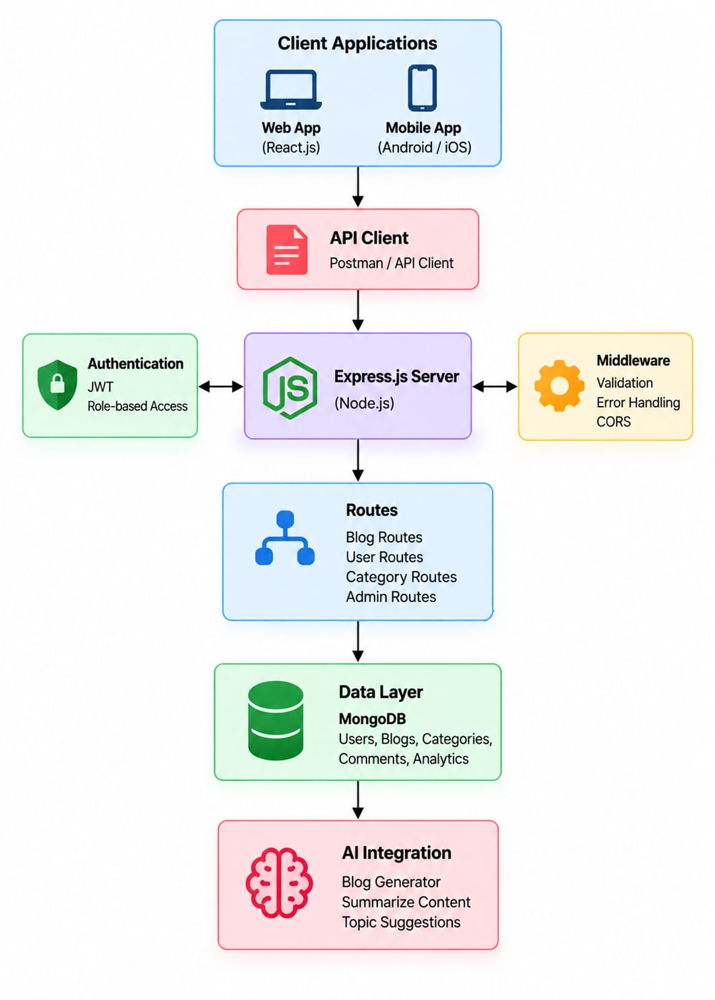 Client Applications
Web App
(React.js)
Mobile App
(Android / iOS)
API Client
Postman / API Client
Authentication
JWT
Role-based Access
JS
Express.js Server
(Node.js)
Middleware
Validation
Error Handling
CORS
Routes
Blog Routes
User Routes
Category Routes
Admin Routes
Data Layer
MongoDB
Users, Blogs, Categories,
Comments, Analytics
AI Integration
Blog Generator
Summarize Content
Topic Suggestions